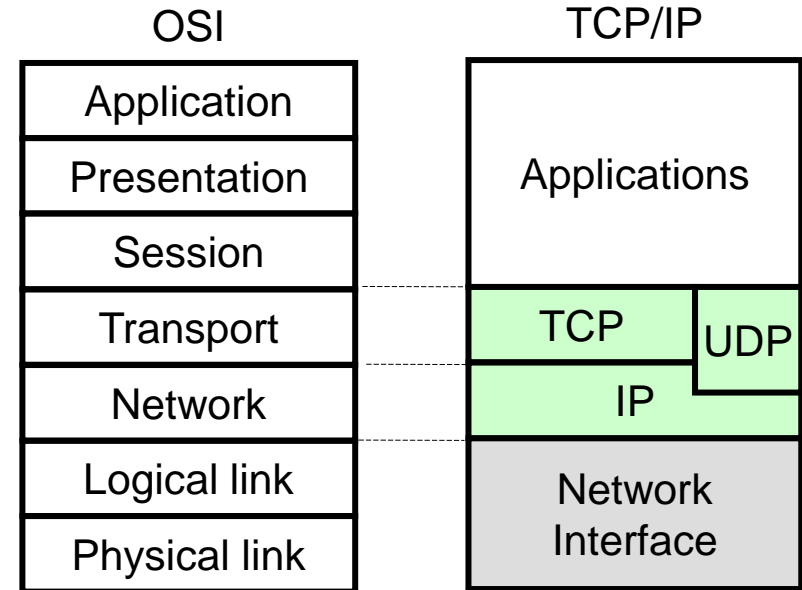 OSI
TCP/IP
Application
Presentation
Session
Transport
Network
Logical link
Physical link
Applications
TCP
UDP
IP
Network
Interface